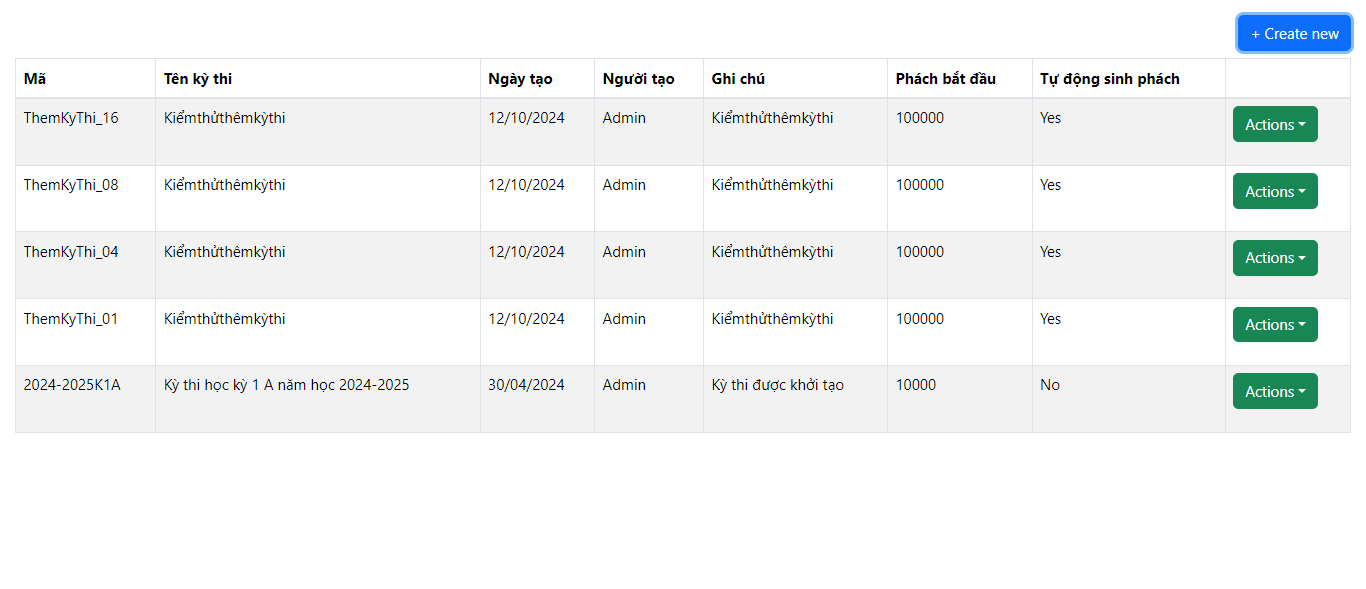 + Create new
Mã Tên kỳ thi Ngày tạo Người tạo Ghi chú Phách bắt đầu Tự động sinh phách
ThemKyThi_16 Kiểmthửthêmkỳthi 12/10/2024 Admin Kiểmthửthêmkỳthi 100000 Yes Actions
ThemKyThi_08 Kiểmthửthêmkỳthi 12/10/2024 Admin Kiểmthửthêmkỳthi 100000 Yes Actions
ThemKyThi_04 Kiểmthửthêmkỳthi 12/10/2024 Admin Kiểmthửthêmkỳthi 100000 Yes Actions
ThemKyThi_01 Kiểmthửthêmkỳthi 12/10/2024 Admin Kiểmthửthêmkỳthi 100000 Yes Actions
2024-2025K1A Kỳ thi học kỳ 1 A năm học 2024-2025 30/04/2024 Admin Kỳ thi được khởi tạo 10000 No Actions